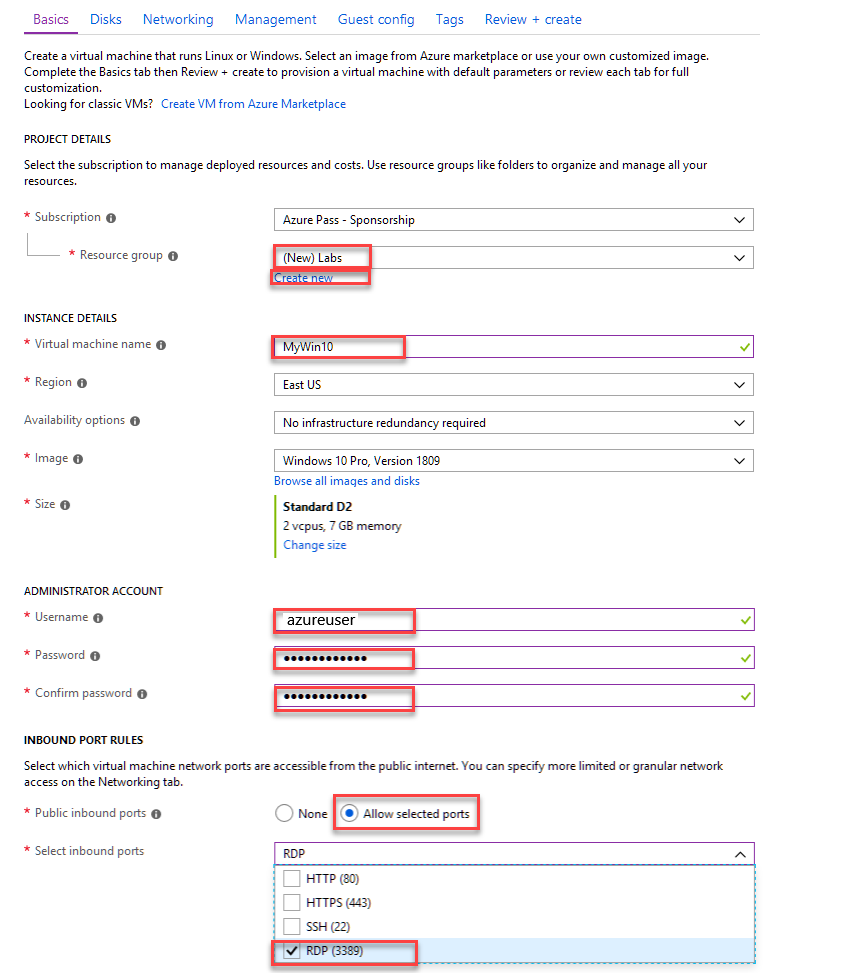 Basics Disks Networking Management Guest config Tags Review + create
Create a virtual machine that runs Linux or Windows. Select an image from Azure marketplace or use your own customized image.
Complete the Basics tab then Review + create to provision a virtual machine with default parameters or review each tab for full
customization.
Looking for classic VMs? Create VM from Azure Marketplace
PROJECT DETAILS
Select the subscription to manage deployed resources and costs. Use resource groups like folders to organize and manage all your
resources.
* Subscription
Azure Pass - Sponsorship
* Resource group
(New) Labs
Create new
INSTANCE DETAILS
* Virtual machine name
MyWin10
* Region
East US
Availability options
No infrastructure redundancy required
* Image
Windows 10 Pro, Version 1809
Browse all images and disks
* Size
Standard D2
2 vcpus, 7 GB memory
Change size
ADMINISTRATOR ACCOUNT
* Username
azureuser
* Password
••••••••••••
* Confirm password
••••••••••••
INBOUND PORT RULES
Select which virtual machine network ports are accessible from the public internet. You can specify more limited or granular network
access on the Networking tab.
* Public inbound ports
None Allow selected ports
* Select inbound ports
RDP
HTTP (80)
HTTPS (443)
SSH (22)
RDP (3389)